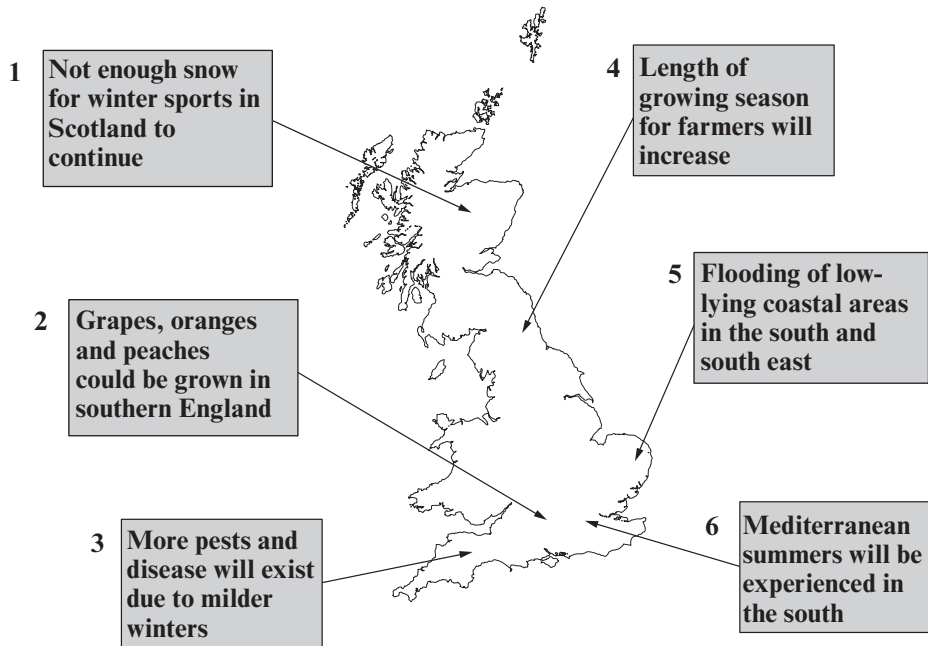 1 Not enough snow
for winter sports in
Scotland to
continue
2 Grapes, oranges
and peaches
could be grown in
southern England
3 More pests and
disease will exist
due to milder
winters
4 Length of
growing season
for farmers will
increase
5 Flooding of low-
lying coastal areas
in the south and
south east
6 Mediterranean
summers will be
experienced in
the south